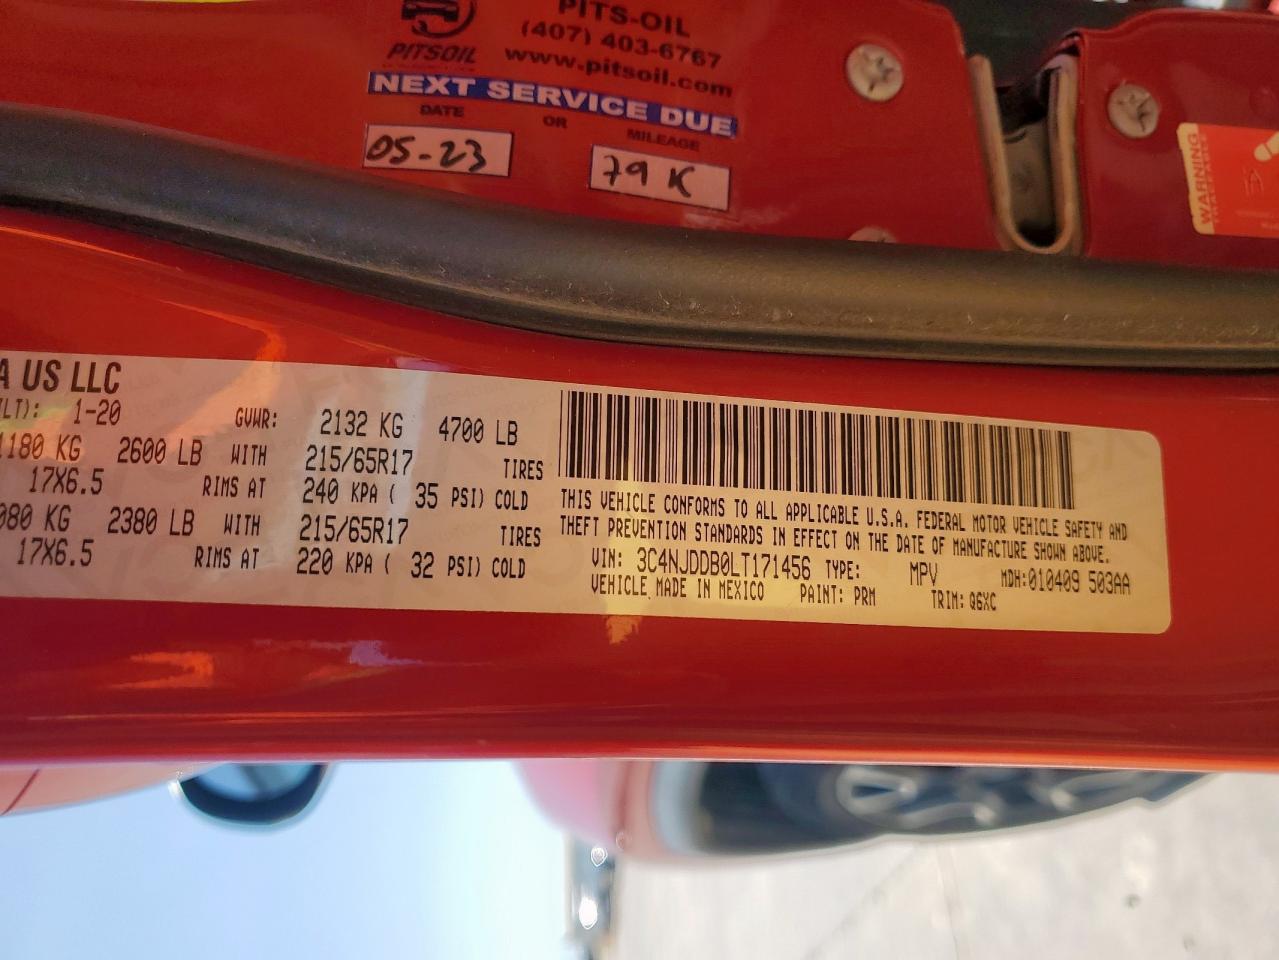 PITSOIL
PITS-OIL
(407) 403-6767
www.pitsoil.com
NEXT SERVICE DUE
DATE OR MILEAGE
05-23 79 K
WARNING
A US LLC
LT): 1-20 GVWR: 2132 KG 4700 LB
1180 KG 2600 LB WITH 215/65R17 TIRES
17X6.5 RIMS AT 240 KPA ( 35 PSI) COLD
080 KG 2380 LB WITH 215/65R17 TIRES
17X6.5 RIMS AT 220 KPA ( 32 PSI) COLD
THIS VEHICLE CONFORMS TO ALL APPLICABLE U.S.A. FEDERAL MOTOR VEHICLE SAFETY AND
THEFT PREVENTION STANDARDS IN EFFECT ON THE DATE OF MANUFACTURE SHOWN ABOVE.
VIN: 3C4NJDDB0LT171456 TYPE: MPV MDH:010409 503AA
VEHICLE MADE IN MEXICO PAINT: PRM TRIM: Q6XC